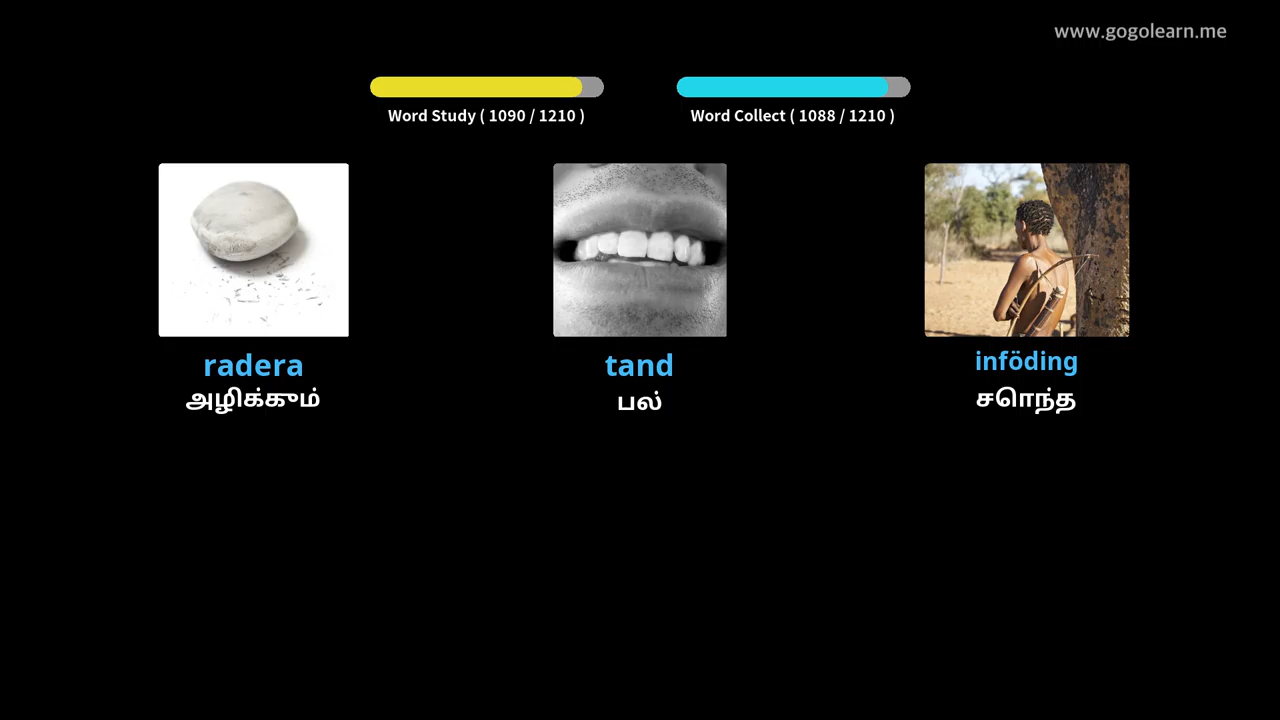 www.gogolearn.me
Word Study ( 1090 / 1210 )
Word Collect ( 1088 / 1210 )
radera
tand
inföding
அழிக்கும்
பல்
சொந்த